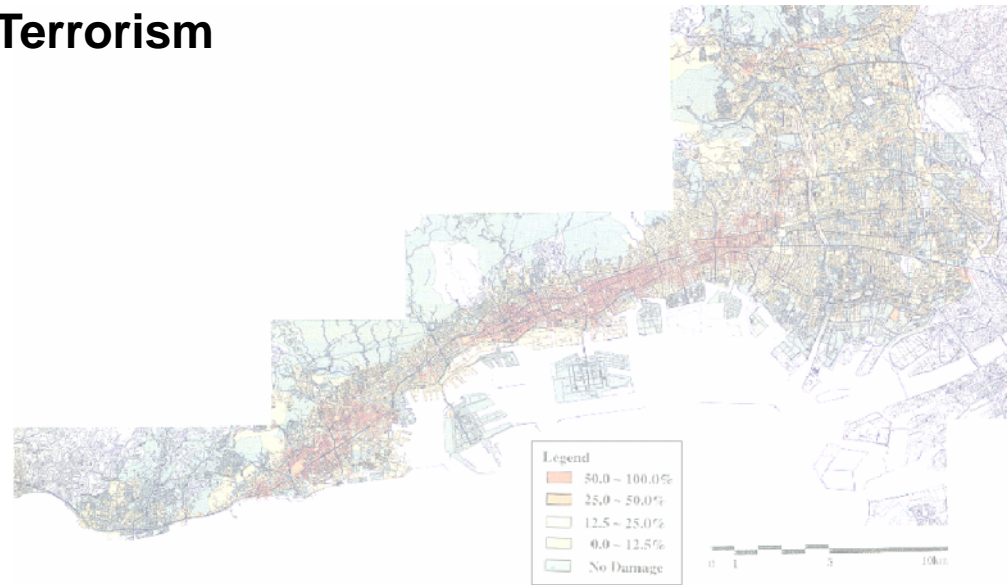 Terrorism
Legend
50.0 ~ 100.0%
25.0 ~ 50.0%
12.5 ~ 25.0%
0.0 ~ 12.5%
No Damage
0 1 5 10km